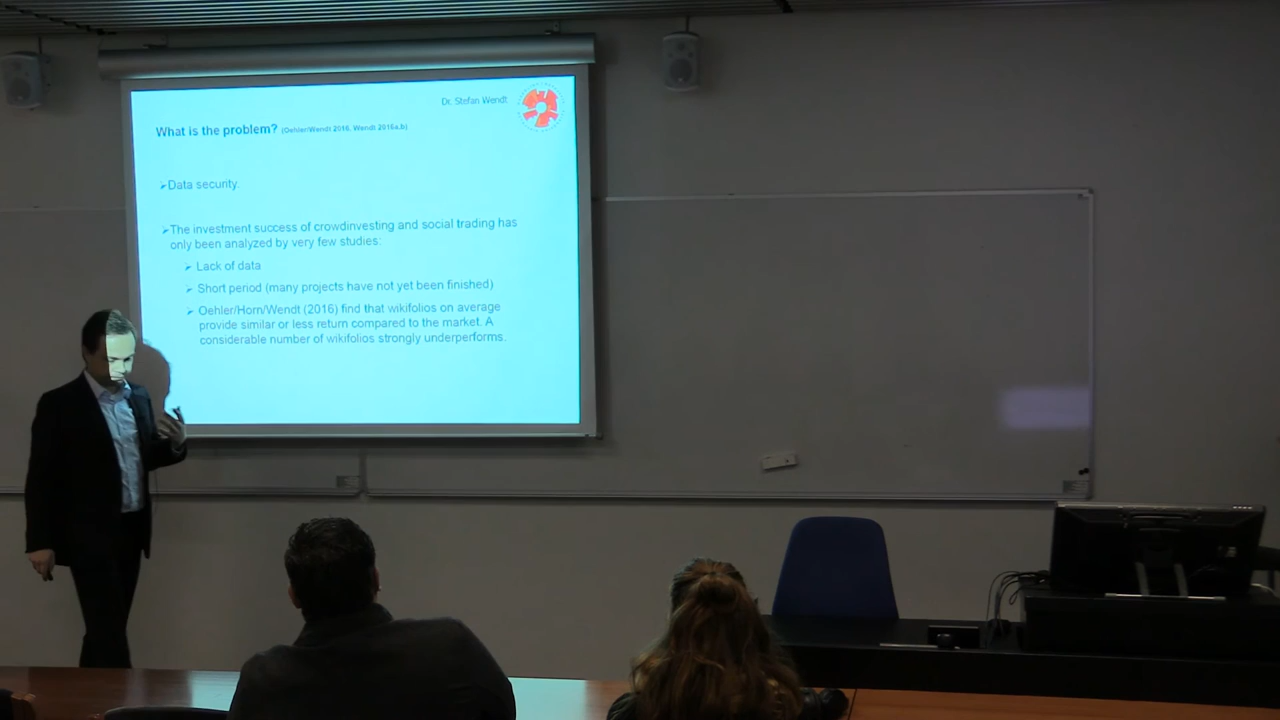 Dr. Stefan Wendt
What is the problem? (Oehler/Wendt 2016, Wendt 2016a,b)
➢Data security.
➢The investment success of crowdinvesting and social trading has
only been analyzed by very few studies:
➢ Lack of data
➢ Short period (many projects have not yet been finished)
➢ Oehler/Horn/Wendt (2016) find that wikifolios on average
provide similar or less return compared to the market. A
considerable number of wikifolios strongly underperforms.